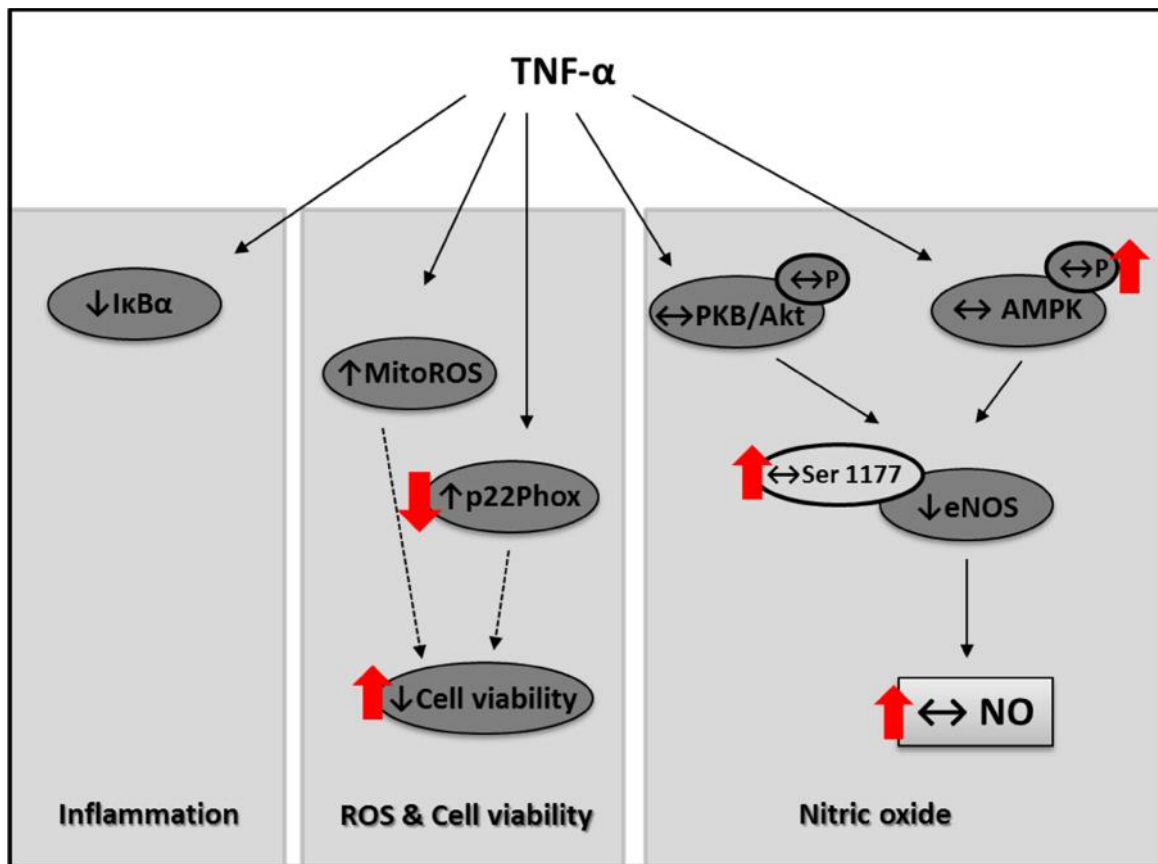 TNF-α
↓IκBα
↑MitoROS
↑p22Phox
↓Cell viability
↔P
↔PKB/Akt
↔P
↔ AMPK
↔Ser 1177
↓eNOS
↔ NO
Inflammation
ROS & Cell viability
Nitric oxide